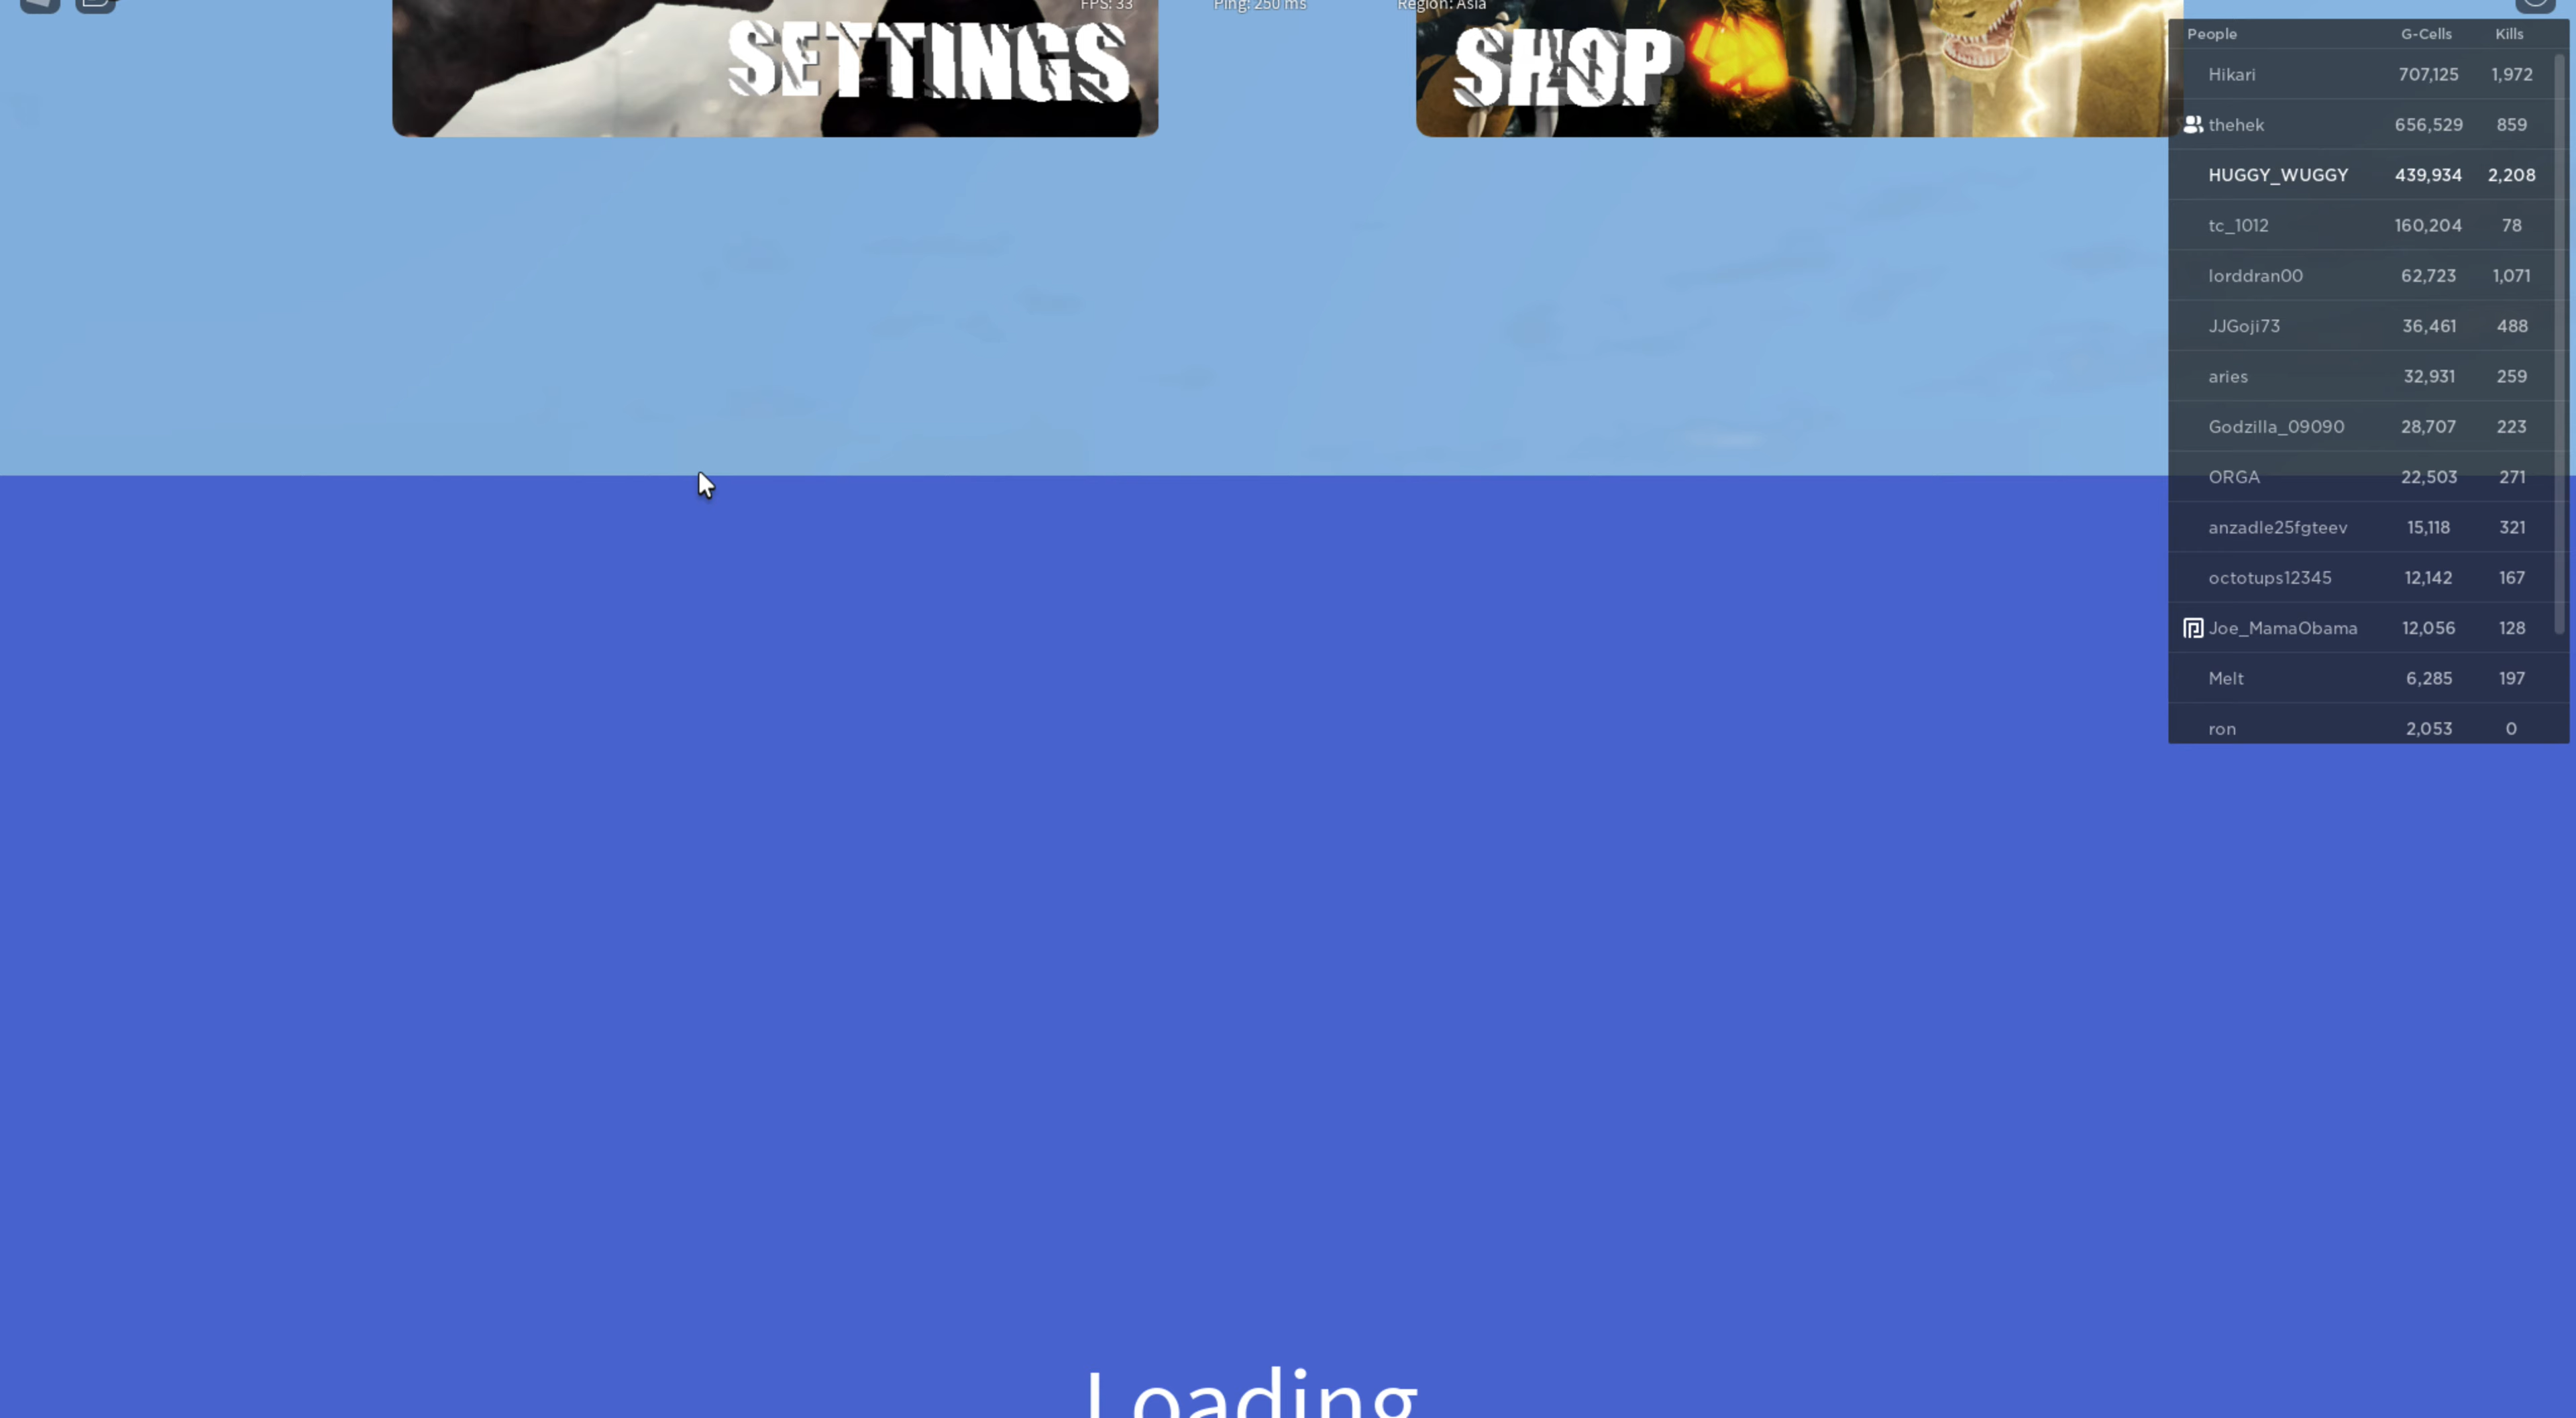 FPS: 33 Ping: 250 ms Region: Asia
SETTINGS
SHOP
People G-Cells Kills
Hikari 707,125 1,972
thehek 656,529 859
HUGGY_WUGGY 439,934 2,208
tc_1012 160,204 78
lorddran00 62,723 1,071
JJGoji73 36,461 488
aries 32,931 259
Godzilla_09090 28,707 223
ORGA 22,503 271
anzadle25fgteev 15,118 321
octotups12345 12,142 167
Joe_MamaObama 12,056 128
Melt 6,285 197
ron 2,053 0
Loading